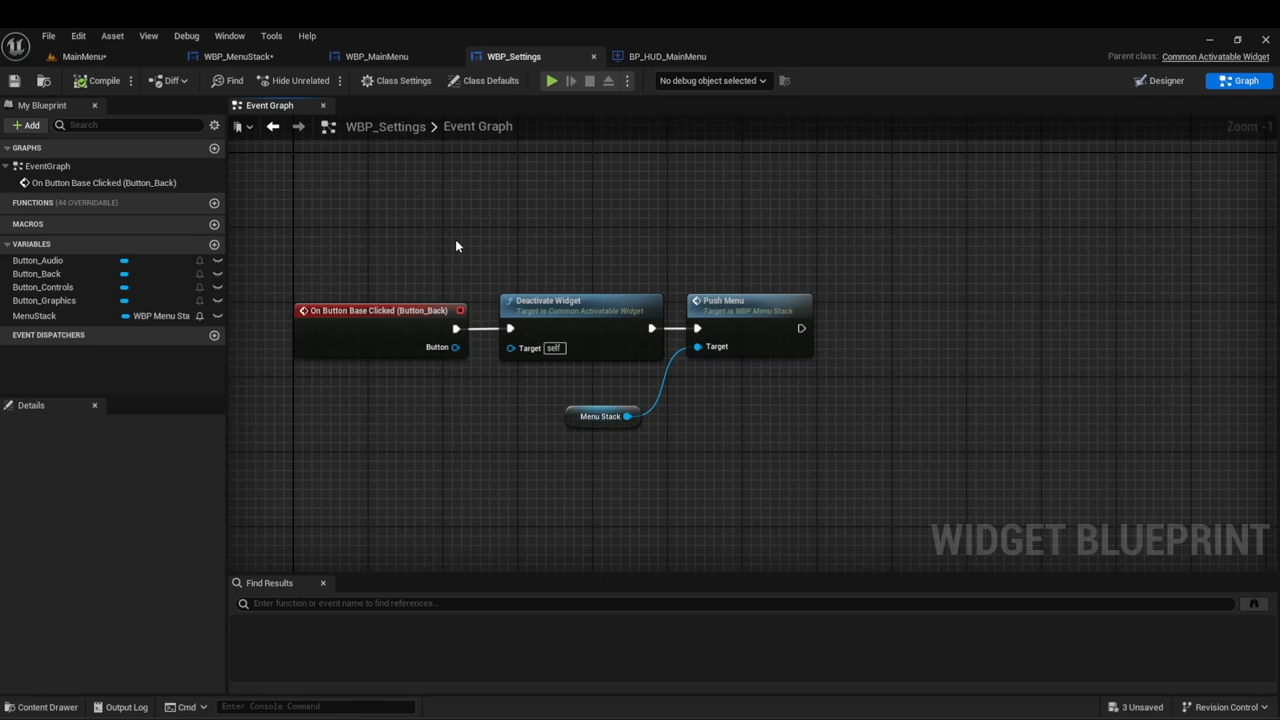 File Edit Asset View Debug Window Tools Help
MainMenu* WBP_MenuStack* WBP_MainMenu WBP_Settings BP_HUD_MainMenu Parent class: Common Activatable Widget
Compile Diff Find Hide Unrelated Class Settings Class Defaults No debug object selected Designer Graph
My Blueprint Event Graph
+ Add Search WBP_Settings > Event Graph Zoom -1
GRAPHS
EventGraph
On Button Base Clicked (Button_Back)
FUNCTIONS (44 OVERRIDABLE)
MACROS
VARIABLES
Button_Audio
Button_Back
Button_Controls
Button_Graphics
MenuStack WBP Menu Sta
EVENT DISPATCHERS
Details
On Button Base Clicked (Button_Back)
Button
Deactivate Widget
Target is Common Activatable Widget
Target self
Push Menu
Target is WBP Menu Stack
Target
Menu Stack
WIDGET BLUEPRINT
Find Results
Enter function or event name to find references...
Content Drawer Output Log Cmd Enter Console Command 3 Unsaved Revision Control